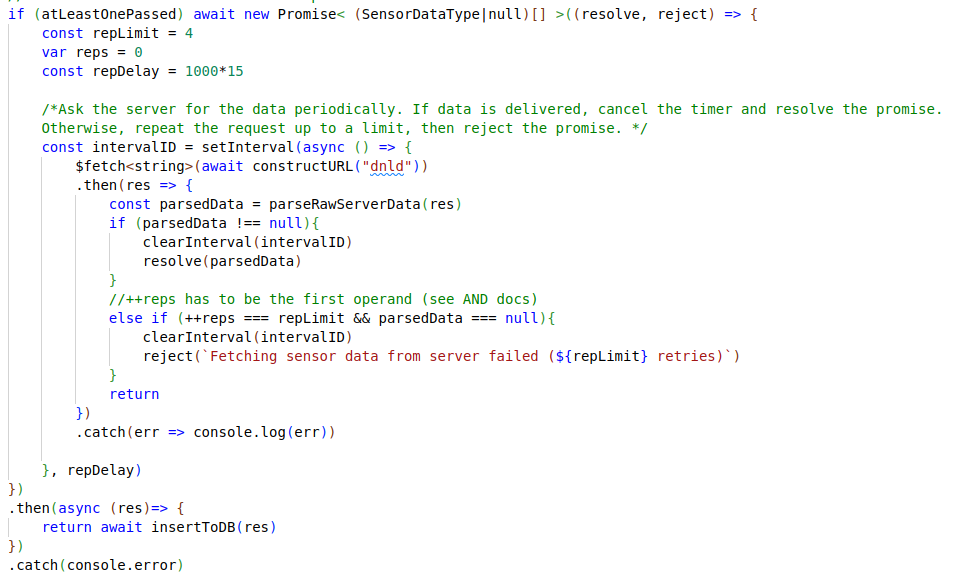 if (atLeastOnePassed) await new Promise< (SensorDataType|null)[] >((resolve, reject) => {
    const repLimit = 4
    var reps = 0
    const repDelay = 1000*15

    /*Ask the server for the data periodically. If data is delivered, cancel the timer and resolve the promise.
    Otherwise, repeat the request up to a limit, then reject the promise. */
    const intervalID = setInterval(async () => {
        $fetch<string>(await constructURL("dnld"))
        .then(res => {
            const parsedData = parseRawServerData(res)
            if (parsedData !== null){
                clearInterval(intervalID)
                resolve(parsedData)
            }
            //++reps has to be the first operand (see AND docs)
            else if (++reps === repLimit && parsedData === null){
                clearInterval(intervalID)
                reject(`Fetching sensor data from server failed (${repLimit} retries)`)
            }
            return
        })
        .catch(err => console.log(err))

    }, repDelay)
})
.then(async (res)=> {
    return await insertToDB(res)
})
.catch(console.error)